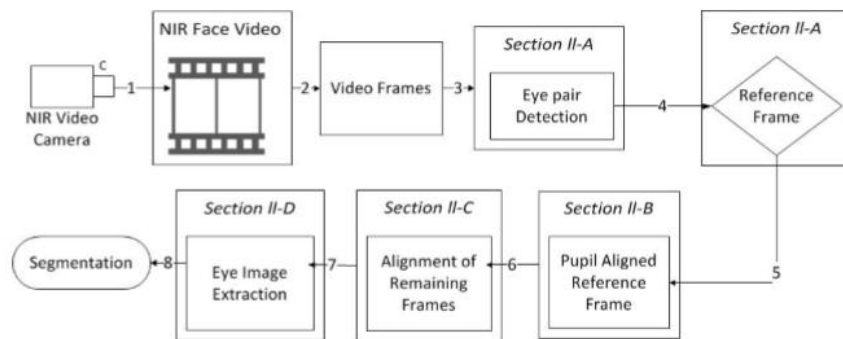 NIR Face Video
Section II-A
Section II-A
C
1
2
Video Frames
3
Eye pair
Detection
4
Reference
Frame
NIR Video
Camera
Section II-D
Section II-C
Section II-B
Segmentation
8
Eye Image
Extraction
7
Alignment of
Remaining
Frames
6
Pupil Aligned
Reference
Frame
5